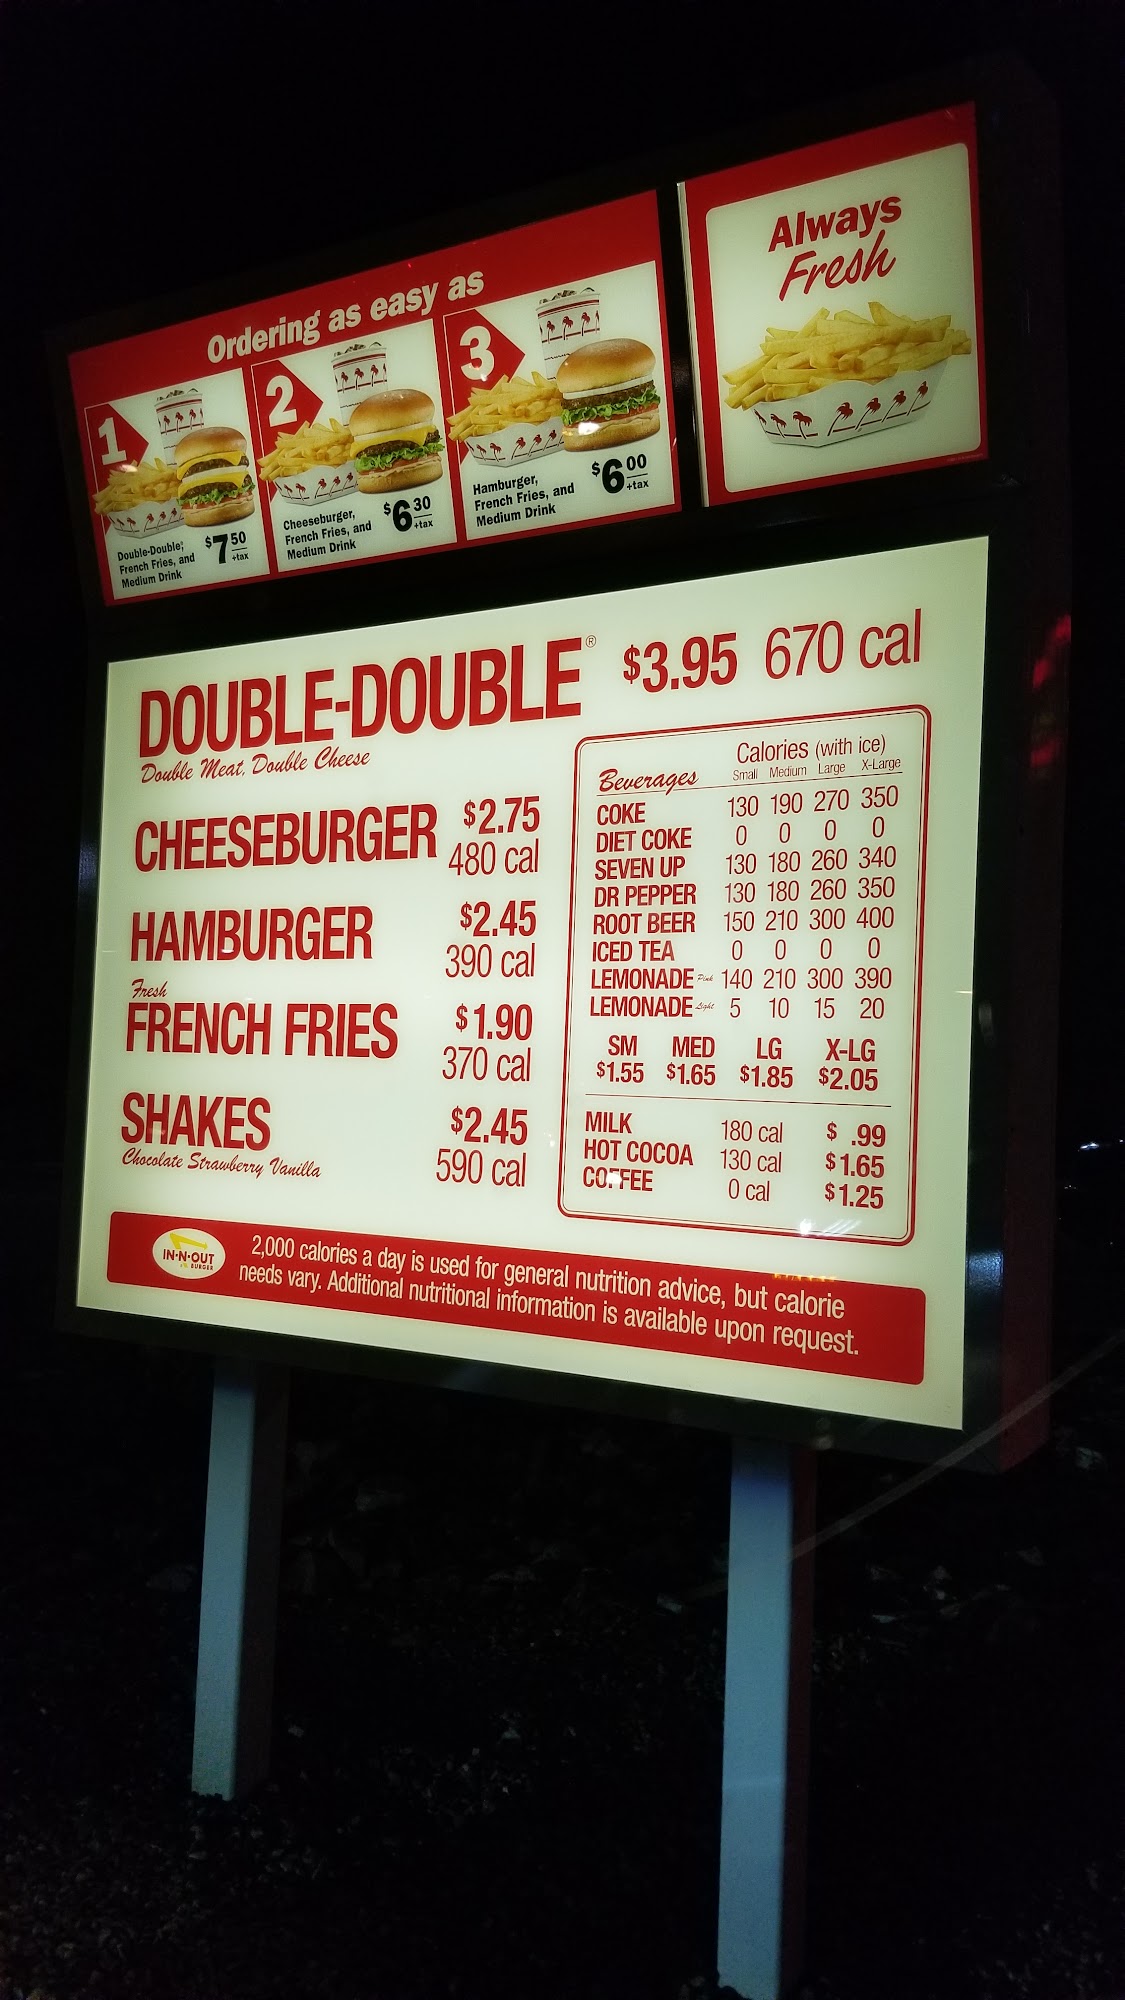 Ordering as easy as
1
Double-Double,
French Fries, and
Medium Drink
$7 50
+tax
2
Cheeseburger,
French Fries, and
Medium Drink
$6 30
+tax
3
Hamburger,
French Fries, and
Medium Drink
$6 00
+tax
Always
Fresh
DOUBLE-DOUBLE® $3.95 670 cal
Double Meat, Double Cheese
CHEESEBURGER $2.75
480 cal
HAMBURGER $2.45
390 cal
Fresh
FRENCH FRIES $1.90
370 cal
SHAKES $2.45
Chocolate Strawberry Vanilla 590 cal
Calories (with ice)
Beverages Small Medium Large X-Large
COKE 130 190 270 350
DIET COKE 0 0 0 0
SEVEN UP 130 180 260 340
DR PEPPER 130 180 260 350
ROOT BEER 150 210 300 400
ICED TEA 0 0 0 0
LEMONADE Pink 140 210 300 390
LEMONADE Light 5 10 15 20
SM MED LG X-LG
$1.55 $1.65 $1.85 $2.05
MILK 180 cal $ .99
HOT COCOA 130 cal $1.65
COFFEE 0 cal $1.25
IN-N-OUT
BURGER
2,000 calories a day is used for general nutrition advice, but calorie
needs vary. Additional nutritional information is available upon request.